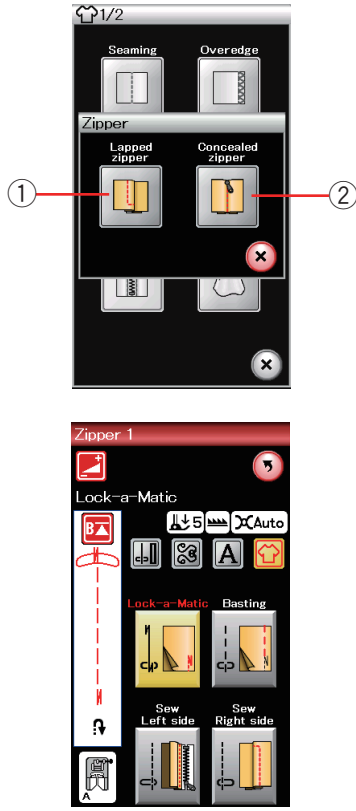 1/2
Seaming Overedge
Zipper
Lapped
zipper
Concealed
zipper
1
2
Zipper 1
Lock-a-Matic
5
Auto
B
A
Lock-a-Matic Basting
Sew
Left side
Sew
Right side
A